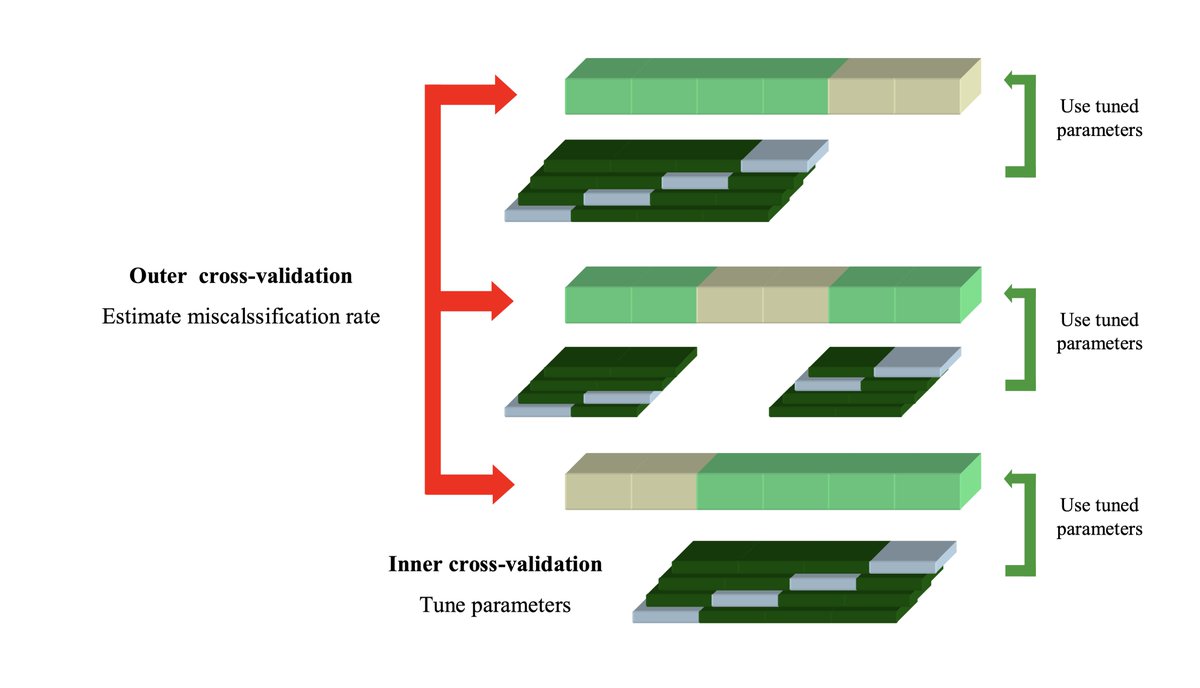 Use tuned
parameters
Outer cross-validation
Estimate miscalssification rate
Use tuned
parameters
Use tuned
parameters
Inner cross-validation
Tune parameters